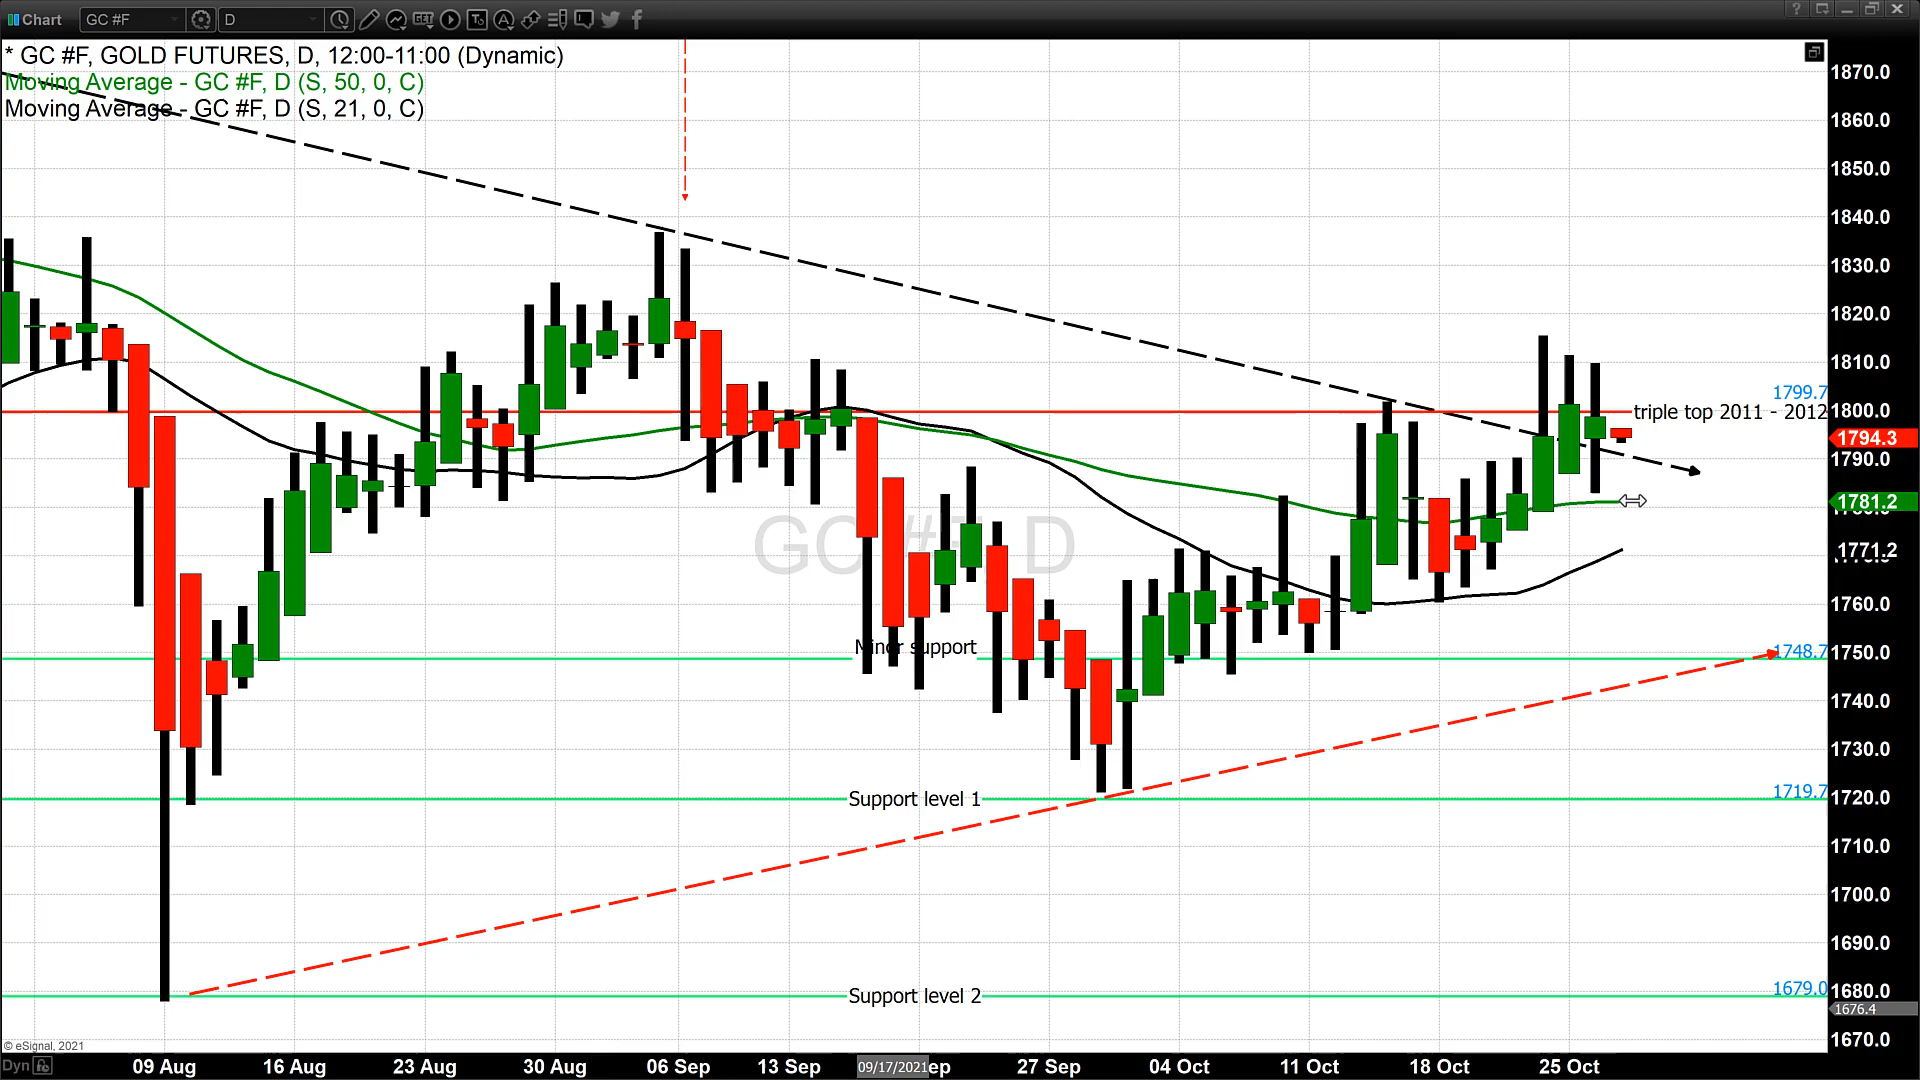 Chart GC #F D
* GC #F, GOLD FUTURES, D, 12:00-11:00 (Dynamic)
Moving Average - GC #F, D (S, 50, 0, C)
Moving Average - GC #F, D (S, 21, 0, C)
1870.0
1860.0
1850.0
1840.0
1830.0
1820.0
1810.0
1799.7
1800.0
triple top 2011 - 2012
1794.3
1790.0
1781.2
GC #F, D
1771.2
1760.0
Minor support
1748.7
1750.0
1740.0
1730.0
1719.7
Support level 1
1720.0
1710.0
1700.0
1690.0
1679.0
Support level 2
1680.0
1676.4
1670.0
© eSignal, 2021
Dyn
09 Aug 16 Aug 23 Aug 30 Aug 06 Sep 13 Sep 09/17/2021 ep 27 Sep 04 Oct 11 Oct 18 Oct 25 Oct